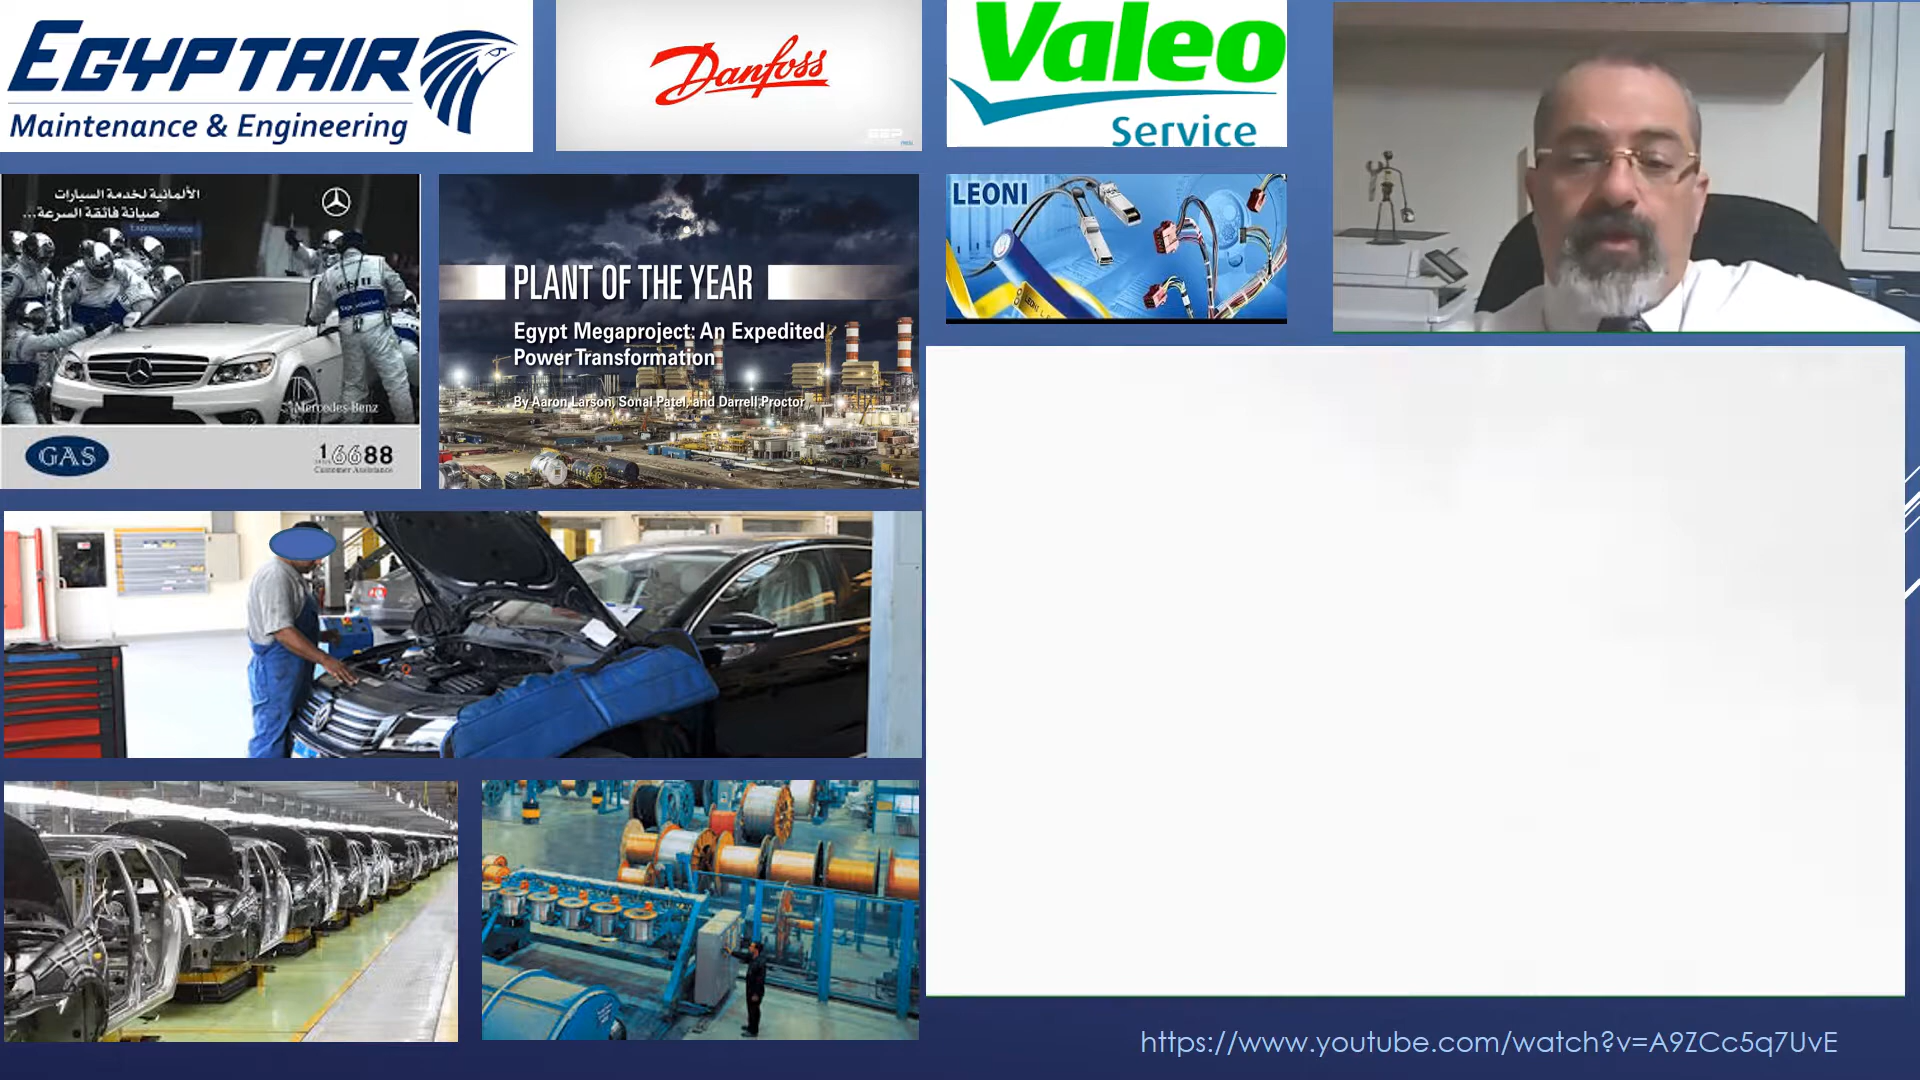 EGYPTAIR
Maintenance & Engineering
Danfoss
Valeo
Service
الألمانية لخدمة السيارات
صيانة فائقة السرعة...
ExpressService
Mercedes-Benz
GAS
16688
Customer Assistance
PLANT OF THE YEAR
Egypt Megaproject: An Expedited
Power Transformation
By Aaron Larson, Sonal Patel, and Darrell Proctor
LEONI
https://www.youtube.com/watch?v=A9ZCc5q7UvE